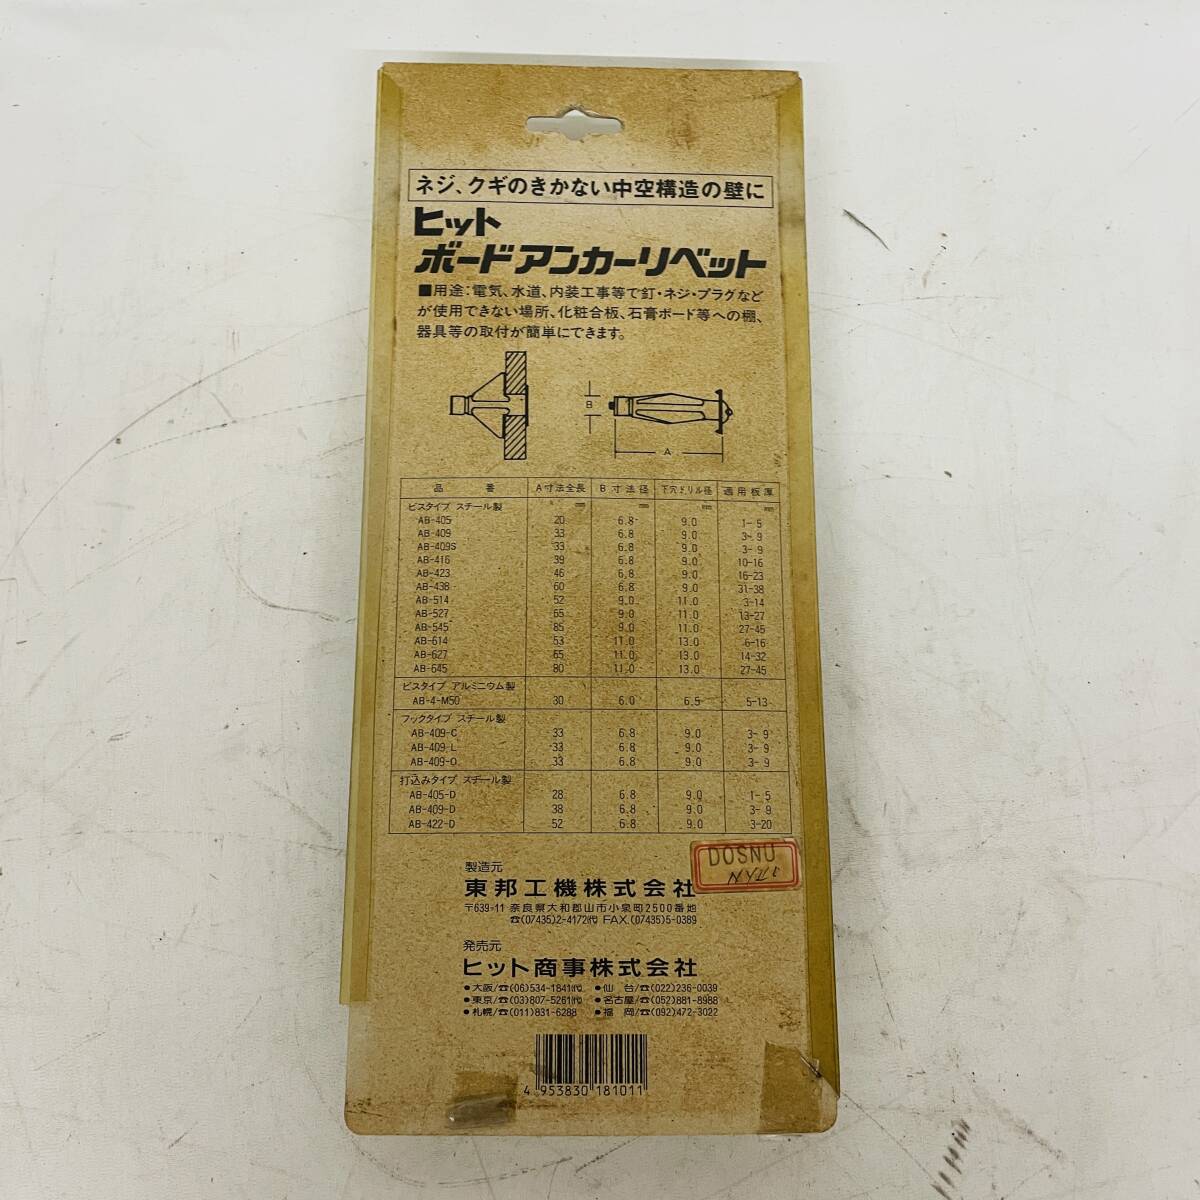 ネジ、クギのきかない中空構造の壁に
ヒット
ボードアンカーリベット
■用途:電気、水道、内装工事等で釘・ネジ・プラグなど
が使用できない場所、化粧合板、石膏ボード等への棚、
器具等の取付が簡単にできます。
B
A
品 番 A寸法全長 B寸法径 下穴きりル径 適用板厚
ビスタイプ スチール製 mm mm mm mm
AB-405 20 6.8 9.0 1-5
AB-409 33 6.8 9.0 3-9
AB-409S 33 6.8 9.0 3-9
AB-416 39 6.8 9.0 10-16
AB-423 46 6.8 9.0 16-23
AB-438 60 6.8 9.0 31-38
AB-514 52 9.0 11.0 3-14
AB-527 65 9.0 11.0 13-27
AB-545 85 9.0 11.0 27-45
AB-614 53 11.0 13.0 6-16
AB-627 65 11.0 13.0 14-32
AB-645 80 11.0 13.0 27-45
ビスタイプ アルミニウム製
AB-4-M50 30 6.0 6.5 5-13
フックタイプ スチール製
AB-409-C 33 6.8 9.0 3-9
AB-409-L 33 6.8 9.0 3-9
AB-409-O 33 6.8 9.0 3-9
打込みタイプ スチール製
AB-405-D 28 6.8 9.0 1-5
AB-409-D 38 6.8 9.0 3-9
AB-422-D 52 6.8 9.0 3-20
DOSNU
製造元
東邦工機株式会社
〒639-11 奈良県大和郡山市小泉町2500番地
☎(07435)2-4172㈹ FAX.(07435)5-0389
発売元
ヒット商事株式会社
●大阪/☎(06)534-1841㈹ ●仙台/☎(022)236-0039
●東京/☎(03)807-5261㈹ ●名古屋/☎(052)881-8988
●札幌/☎(011)831-6288 ●福岡/☎(092)472-3022
4 953830 181011